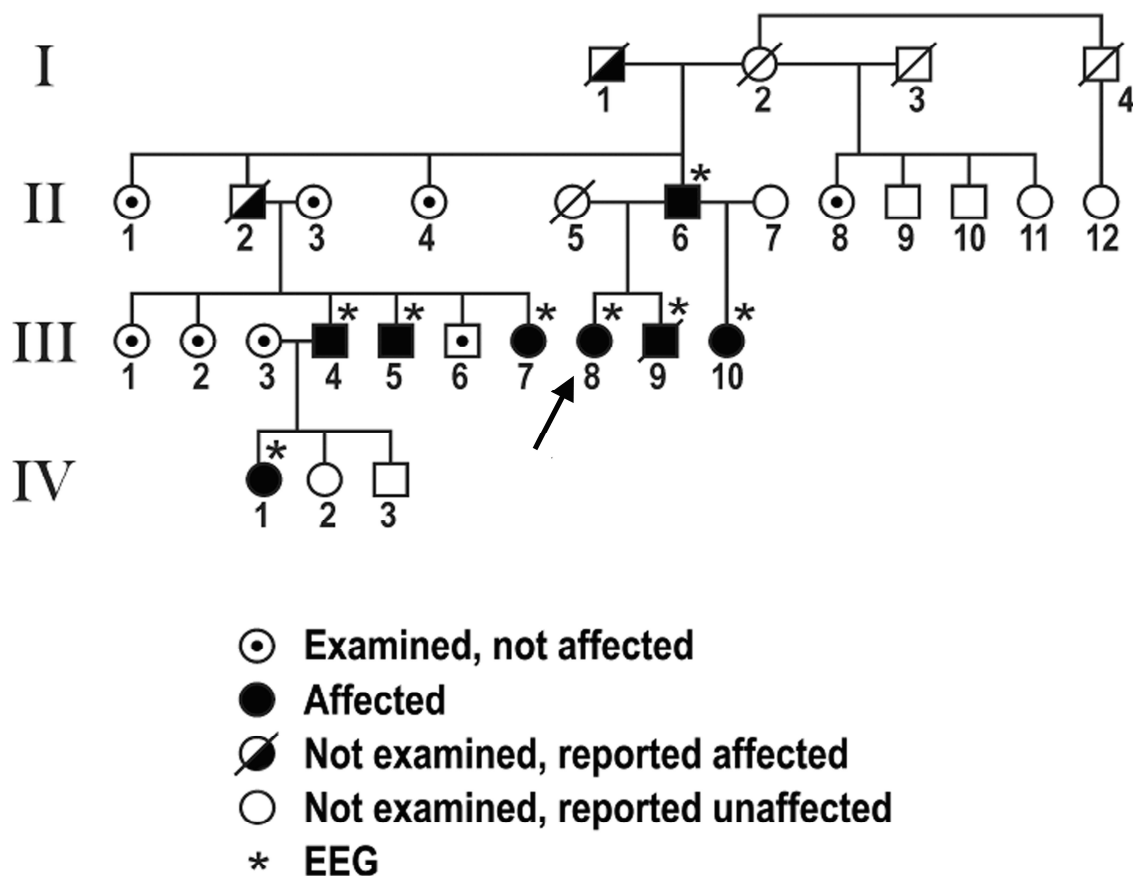 I
1 2 3 4
*
II
1 2 3 4 5 6 7 8 9 10 11 12
* * * * * *
III
1 2 3 4 5 6 7 8 9 10
*
IV
1 2 3
Examined, not affected
Affected
Not examined, reported affected
Not examined, reported unaffected
* EEG